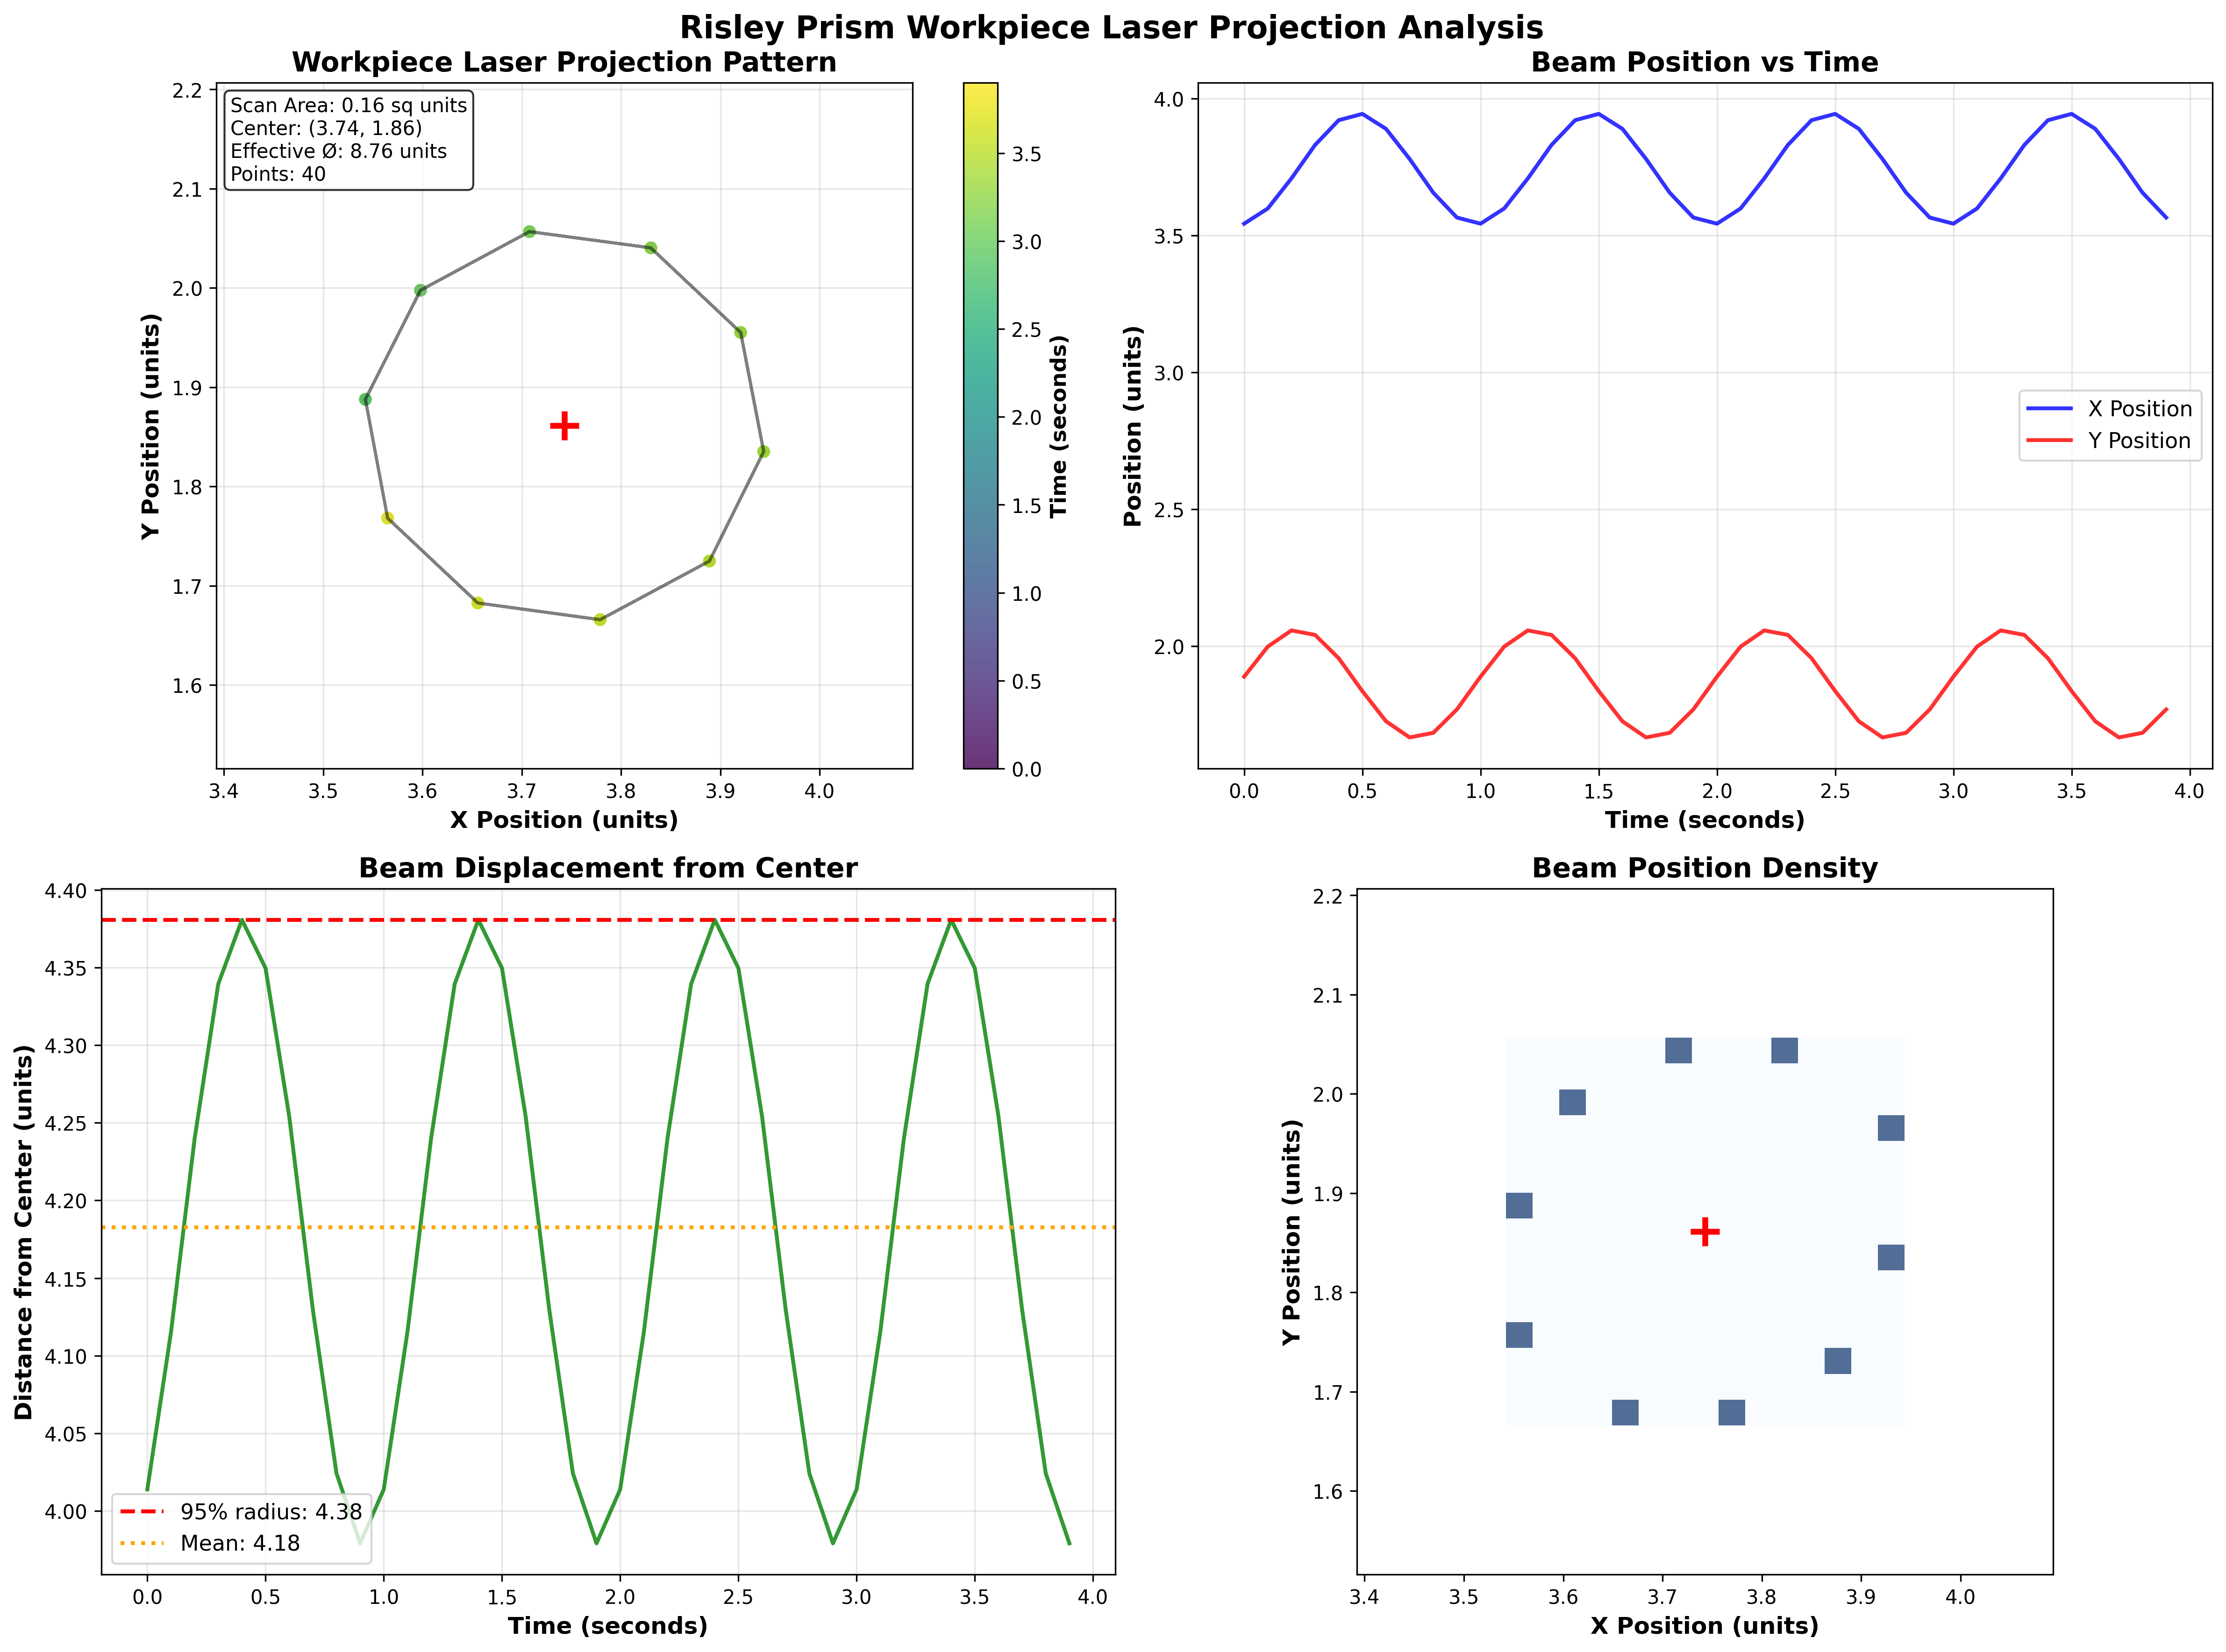 Risley Prism Workpiece Laser Projection Analysis
Workpiece Laser Projection Pattern
Scan Area: 0.16 sq units
Center: (3.74, 1.86)
Effective Ø: 8.76 units
Points: 40
Y Position (units)
2.2
2.1
2.0
1.9
1.8
1.7
1.6
3.4 3.5 3.6 3.7 3.8 3.9 4.0
X Position (units)
3.5
3.0
2.5
2.0
1.5
1.0
0.5
0.0
Time (seconds)
Beam Position vs Time
Position (units)
4.0
3.5
3.0
2.5
2.0
X Position
Y Position
0.0 0.5 1.0 1.5 2.0 2.5 3.0 3.5 4.0
Time (seconds)
Beam Displacement from Center
Distance from Center (units)
4.40
4.35
4.30
4.25
4.20
4.15
4.10
4.05
4.00
95% radius: 4.38
Mean: 4.18
0.0 0.5 1.0 1.5 2.0 2.5 3.0 3.5 4.0
Time (seconds)
Beam Position Density
Y Position (units)
2.2
2.1
2.0
1.9
1.8
1.7
1.6
3.4 3.5 3.6 3.7 3.8 3.9 4.0
X Position (units)